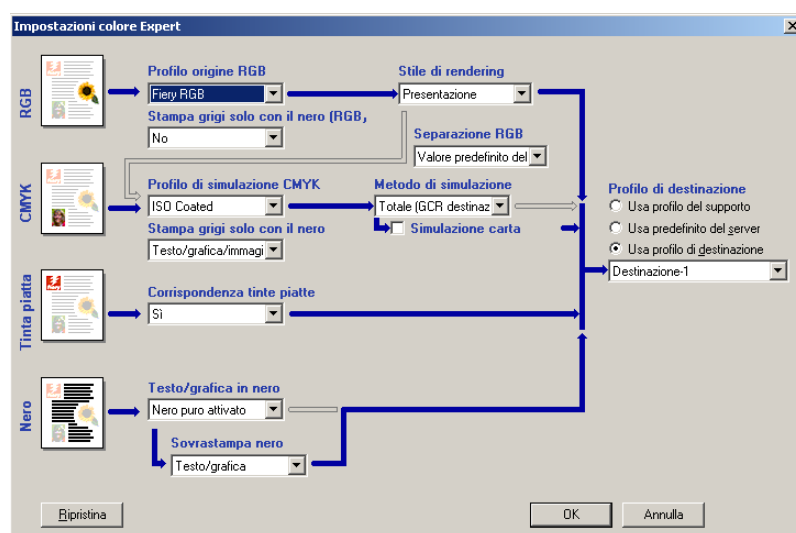 Impostazioni colore Expert
RGB
Profilo origine RGB
Stile di rendering
Fiery RGB
Presentazione
Stampa grigi solo con il nero (RGB,
No
Separazione RGB
Valore predefinito del
CMYK
Profilo di simulazione CMYK
Metodo di simulazione
ISO Coated
Totale (GCR destinaz
Stampa grigi solo con il nero
Simulazione carta
Testo/grafica/immagi
Profilo di destinazione
Usa profilo del supporto
Usa predefinito del server
Usa profilo di destinazione
Destinazione-1
Tinta piatta
Corrispondenza tinte piatte
Sì
Nero
Testo/grafica in nero
Nero puro attivato
Sovrastampa nero
Testo/grafica
Ripristina
OK
Annulla